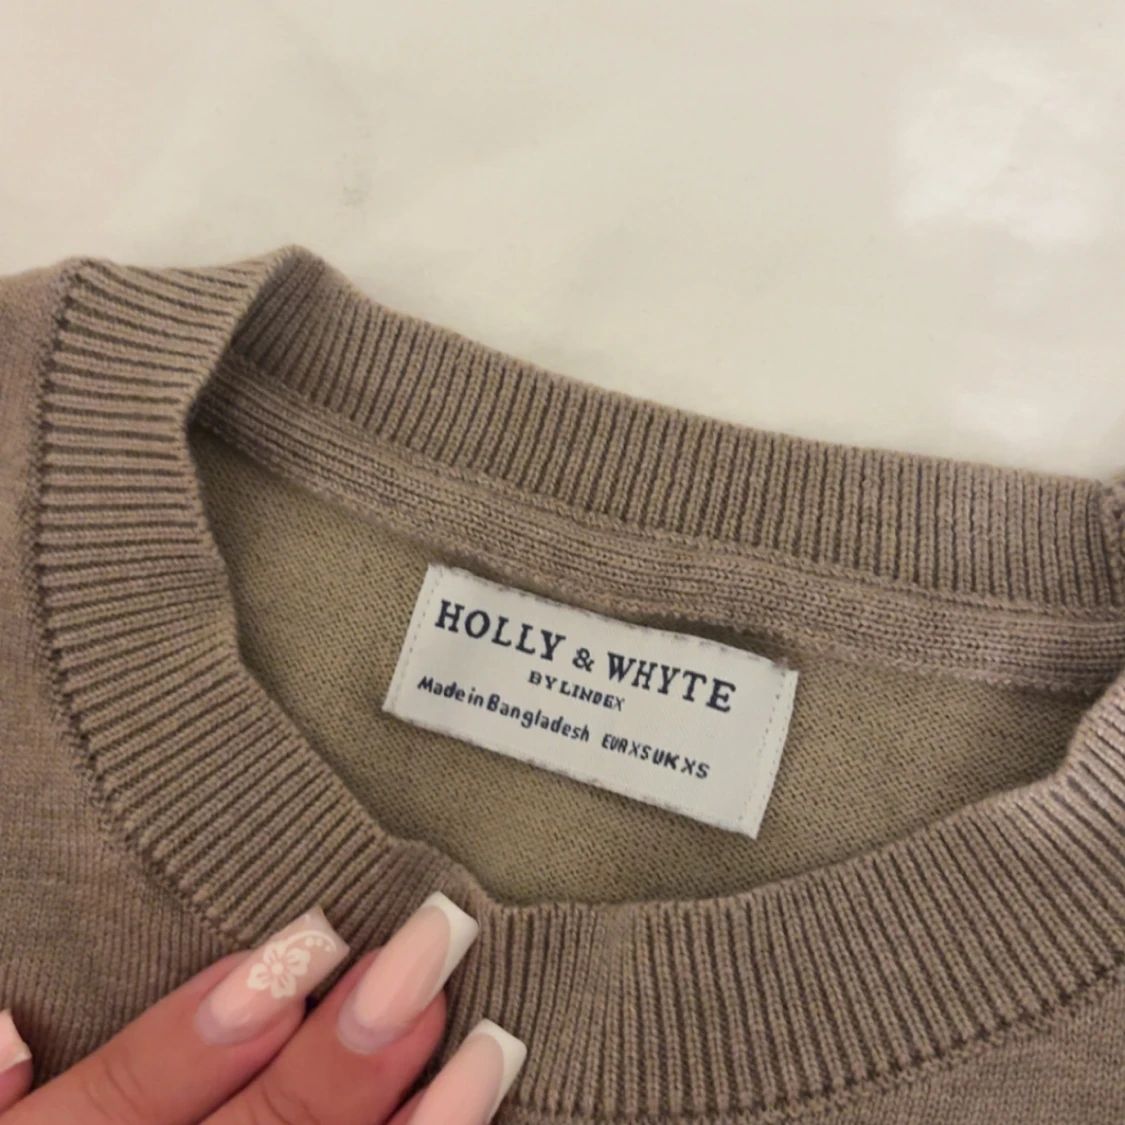 HOLLY & WHYTE
BY LINDEX
Made in Bangladesh EUR XS UK XS